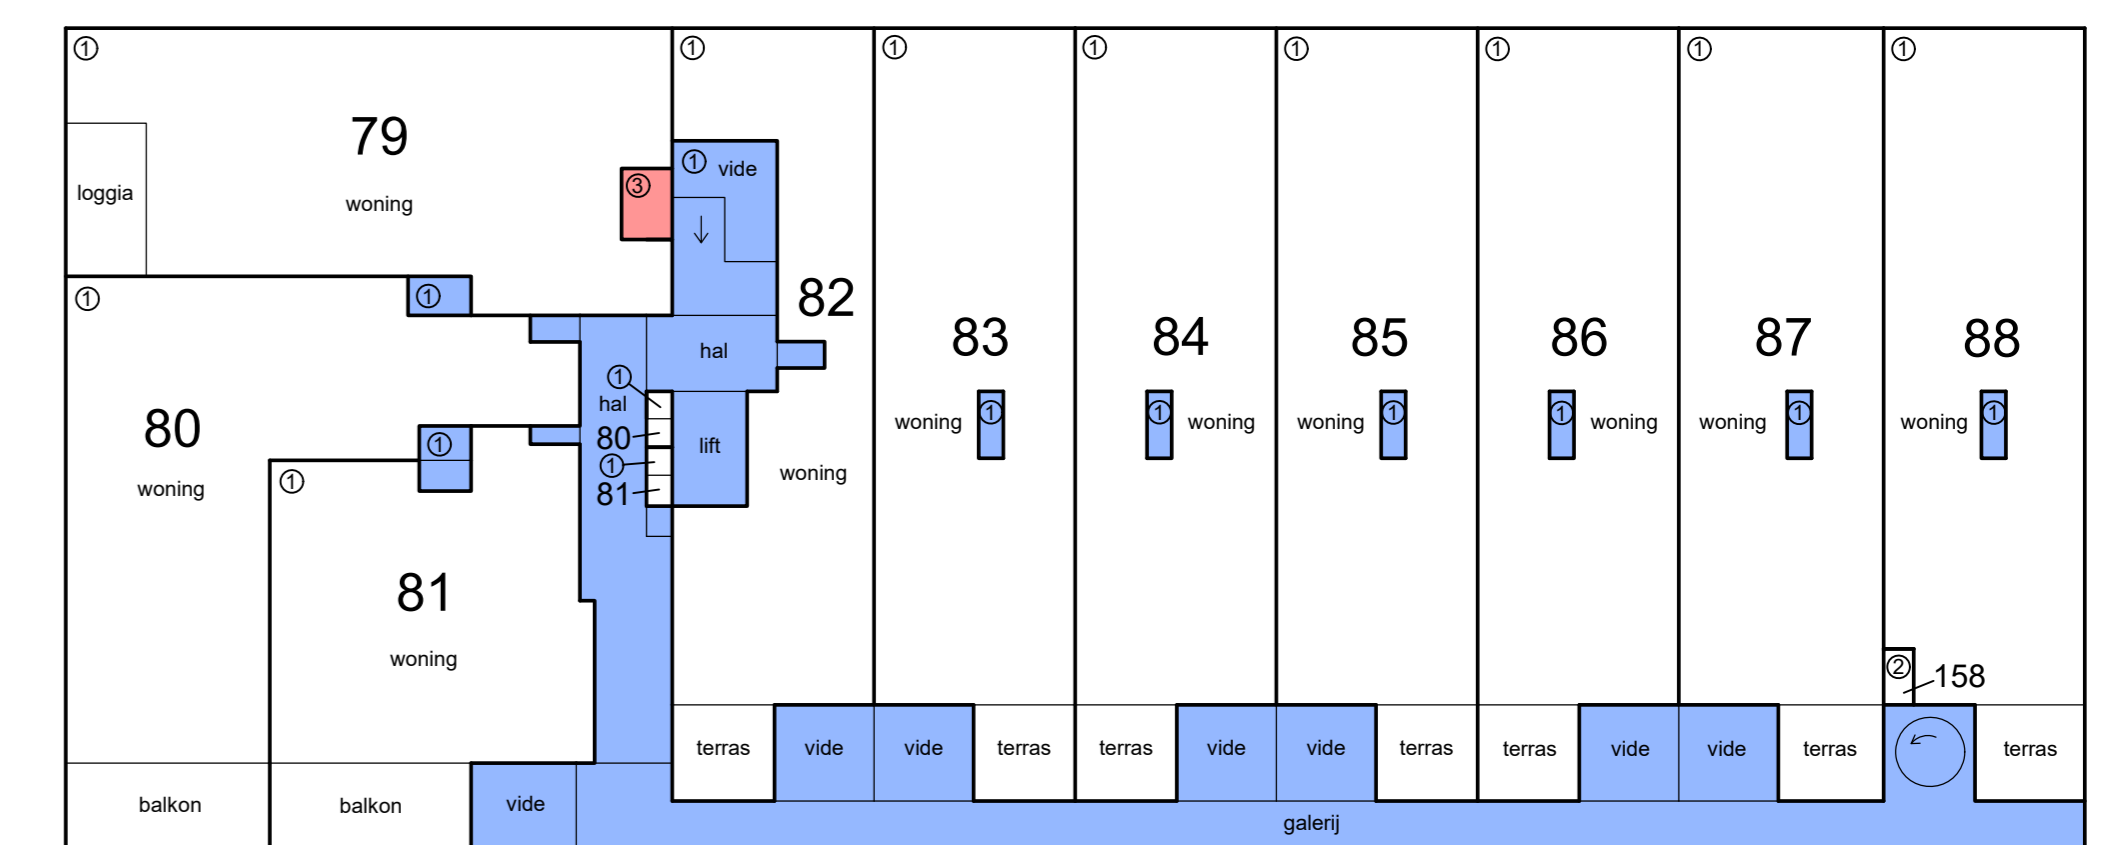 ① ① ① ① ① ① ① ①
79
loggia
woning
③
① vide
① ①
82
hal
83 84 85 86 87 88
① hal
80
woning
80
①
81
lift
①
①
81
woning
woning
woning ①
① woning
woning ①
① woning
woning ①
woning ①
② 158
terras vide vide terras terras vide vide terras terras vide vide terras terras
balkon balkon vide
galerij